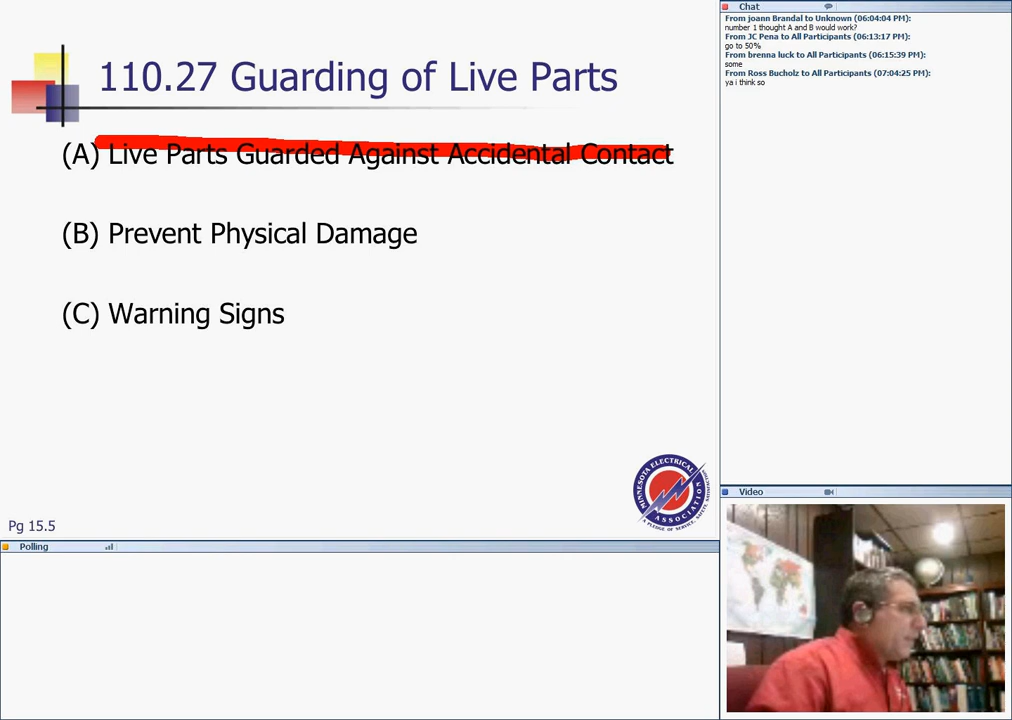 110.27 Guarding of Live Parts
(A) Live Parts Guarded Against Accidental Contact
(B) Prevent Physical Damage
(C) Warning Signs
MINNESOTA ELECTRICAL
ASSOCIATION
Pg 15.5
Polling
Chat
From joann Brandal to Unknown (06:04:04 PM):
number 1 thought A and B would work?
From JC Pena to All Participants (06:13:17 PM):
go to 50%
From brenna luck to All Participants (06:15:39 PM):
some
From Ross Bucholz to All Participants (07:04:25 PM):
ya i think so
Video